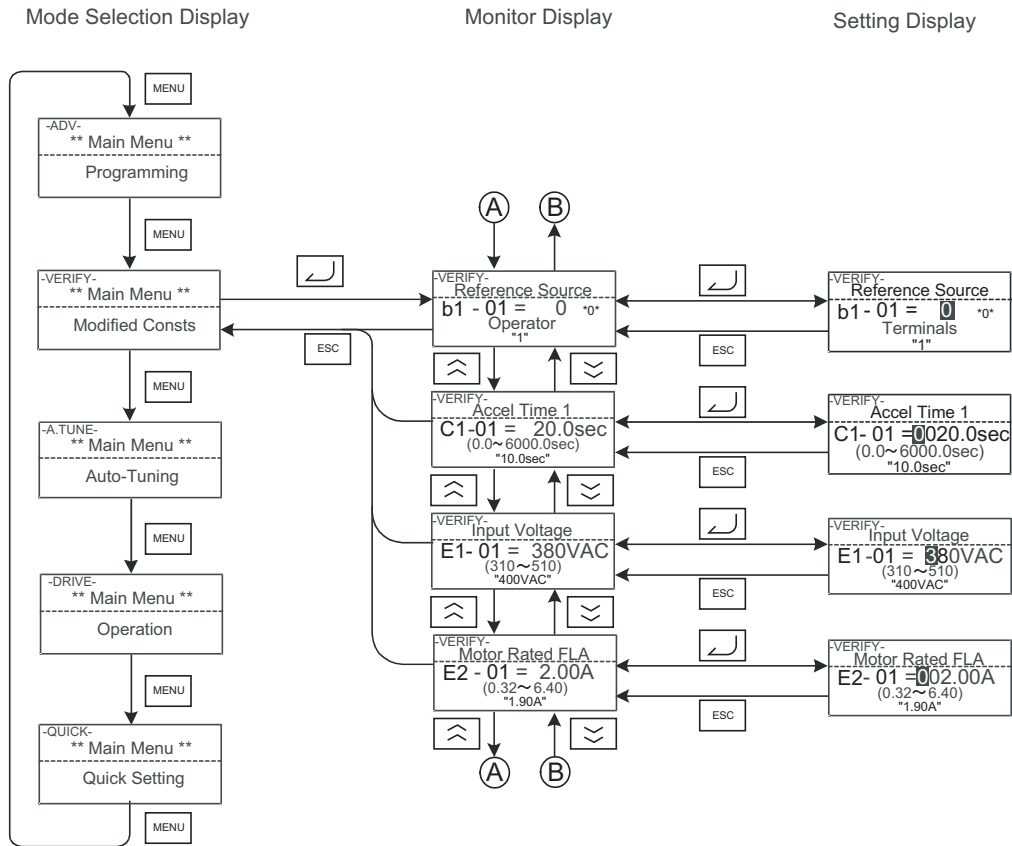 Mode Selection Display
Monitor Display
Setting Display
MENU
-ADV-
** Main Menu **
Programming
MENU
-VERIFY-
** Main Menu **
Modified Consts
MENU
-A.TUNE-
** Main Menu **
Auto-Tuning
MENU
-DRIVE-
** Main Menu **
Operation
MENU
-QUICK-
** Main Menu **
Quick Setting
MENU
ESC
A
B
-VERIFY-
Reference Source
b1 - 01 = 0 *0*
Operator
"1"
-VERIFY-
Accel Time 1
C1-01 = 20.0sec
(0.0~6000.0sec)
"10.0sec"
-VERIFY-
Input Voltage
E1- 01 = 380VAC
(310~510)
"400VAC"
-VERIFY-
Motor Rated FLA
E2 - 01 = 2.00A
(0.32~6.40)
"1.90A"
A
B
ESC
ESC
ESC
ESC
-VERIFY-
Reference Source
b1 - 01 = 0 *0*
Terminals
"1"
-VERIFY-
Accel Time 1
C1- 01 =0020.0sec
(0.0~6000.0sec)
"10.0sec"
-VERIFY-
Input Voltage
E1 -01 = 380VAC
(310~510)
"400VAC"
-VERIFY-
Motor Rated FLA
E2- 01 =002.00A
(0.32~6.40)
"1.90A"